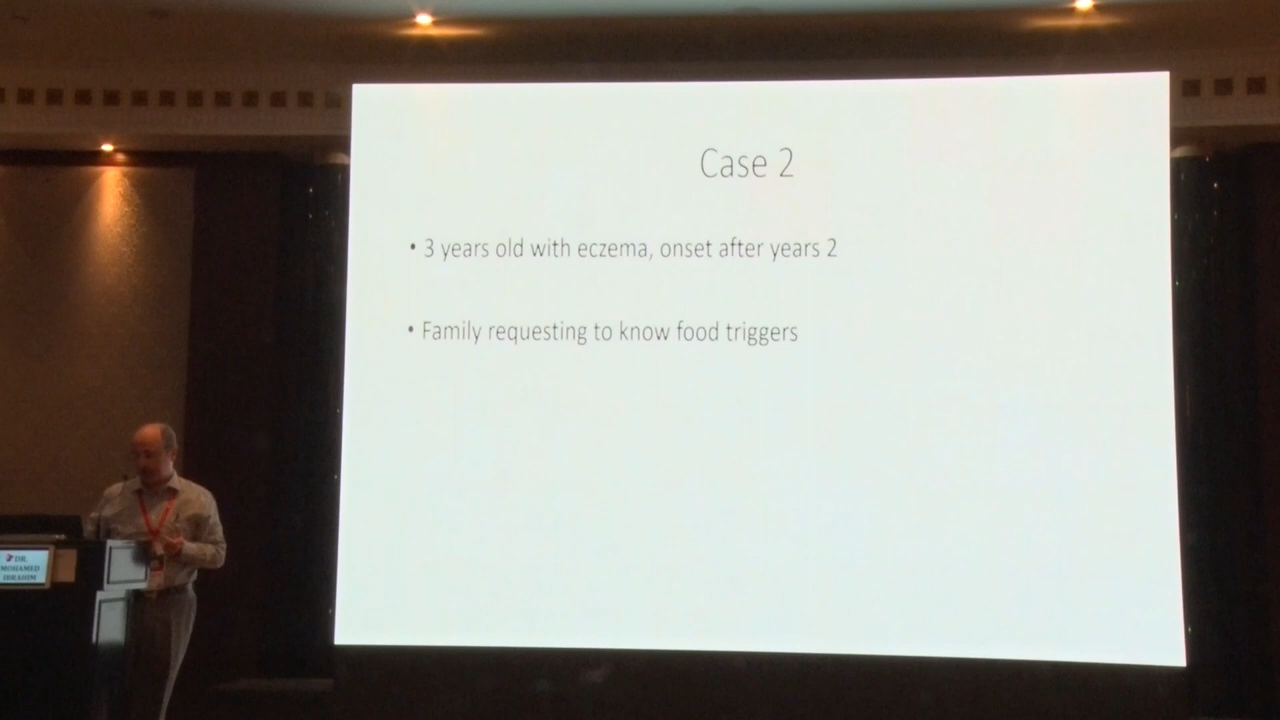 Case 2
• 3 years old with eczema, onset after years 2
• Family requesting to know food triggers
DR.
MOHAMED
IBRAHIM